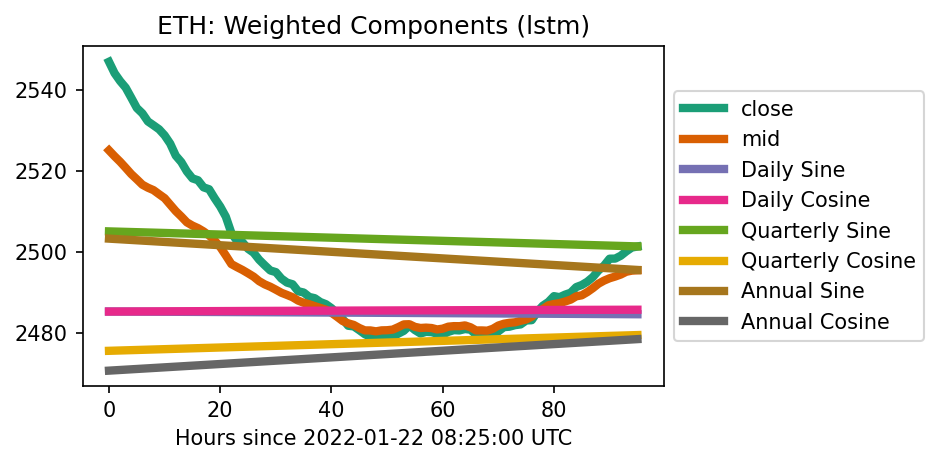 ETH: Weighted Components (lstm)
2540
2520
2500
2480
0 20 40 60 80
Hours since 2022-01-22 08:25:00 UTC
close
mid
Daily Sine
Daily Cosine
Quarterly Sine
Quarterly Cosine
Annual Sine
Annual Cosine